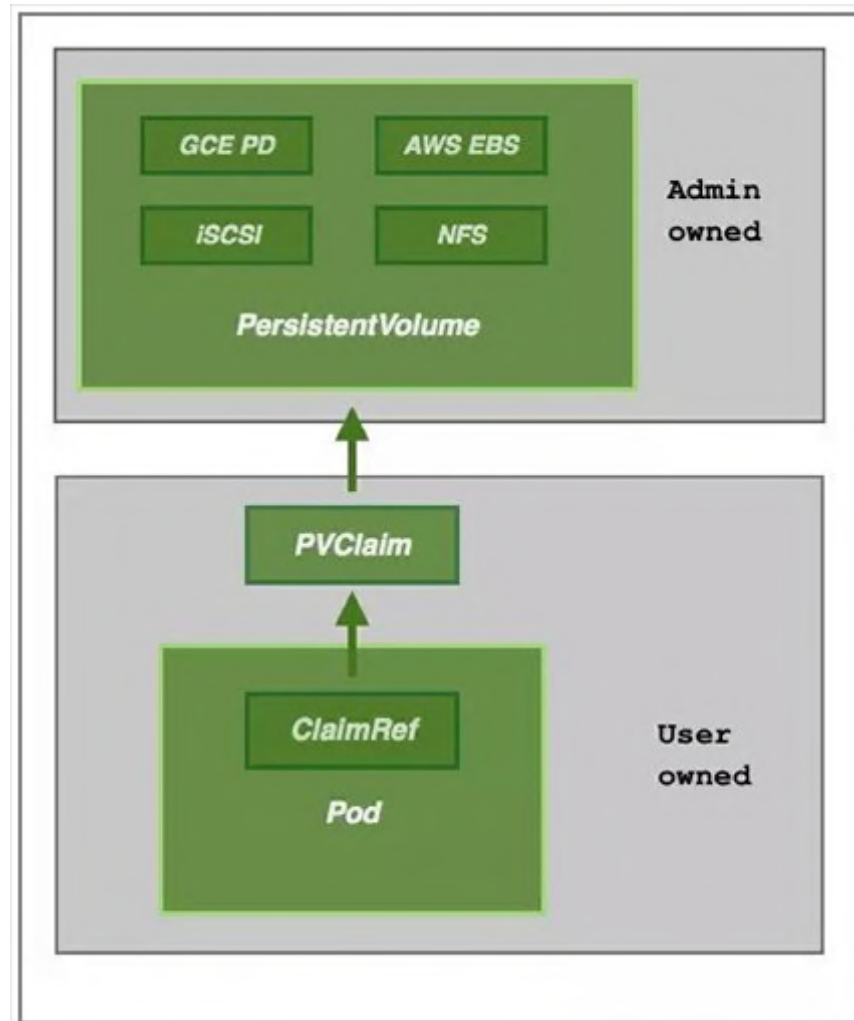 GCE PD
AWS EBS
iSCSI
NFS
PersistentVolume
Admin
owned
PVClaim
ClaimRef
Pod
User
owned